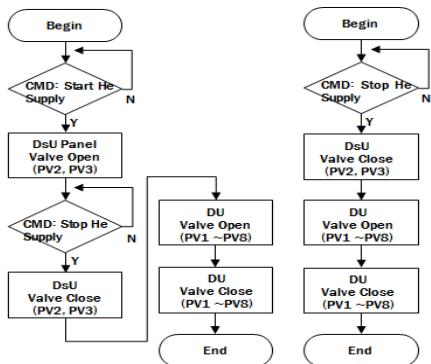 Begin
CMD: Start He
Supply
N
Y
DsU Panel
Valve Open
(PV2, PV3)
CMD: Stop He
Supply
N
Y
DsU
Valve Close
(PV2, PV3)
DU
Valve Open
(PV1 ~PV8)
DU
Valve Close
(PV1 ~PV8)
End
Begin
CMD: Stop He
Supply
N
Y
DsU
Valve Close
(PV2, PV3)
DU
Valve Open
(PV1 ~PV8)
DU
Valve Close
(PV1 ~PV8)
End